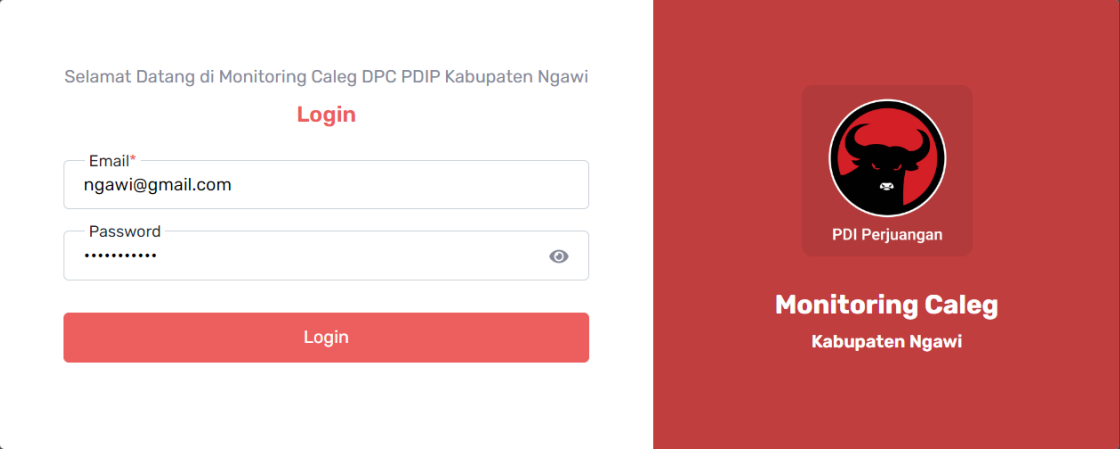 Selamat Datang di Monitoring Caleg DPC PDIP Kabupaten Ngawi
Login
Email*
ngawi@gmail.com
Password
•••••••••••
Login
PDI Perjuangan
Monitoring Caleg
Kabupaten Ngawi